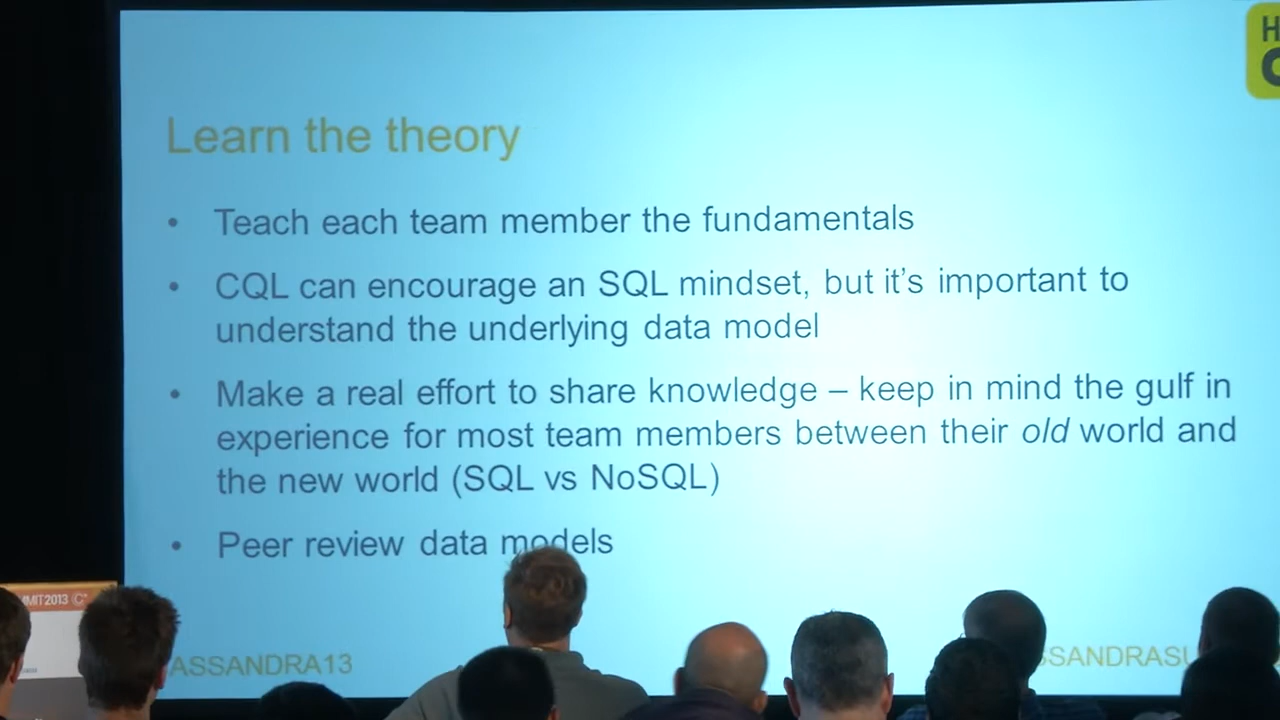 Learn the theory
• Teach each team member the fundamentals
• CQL can encourage an SQL mindset, but it’s important to
understand the underlying data model
• Make a real effort to share knowledge – keep in mind the gulf in
experience for most team members between their old world and
the new world (SQL vs NoSQL)
• Peer review data models
MIT2013
ASSANDRA13
SSANDRASU